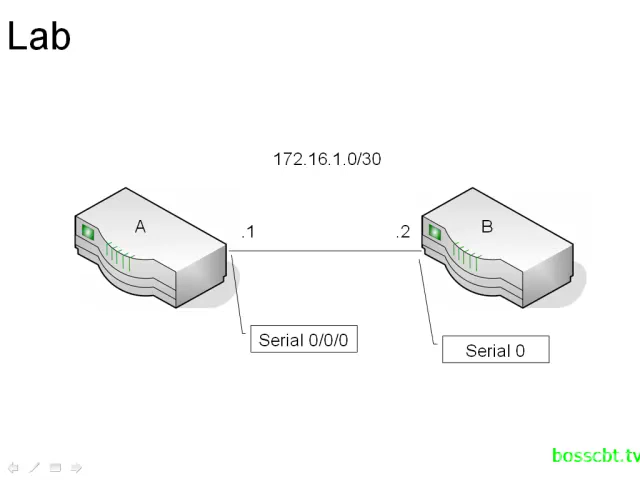 Lab
172.16.1.0/30
A
.1
.2
B
Serial 0/0/0
Serial 0
bosscbt.tv